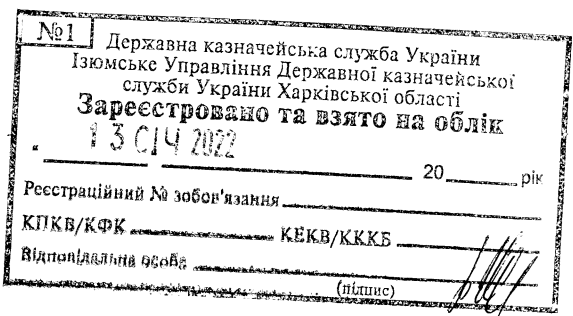 №1
Державна казначейська служба України
Ізюмське Управління Державної казначейської
служби України Харківської області
Зареєстровано та взято на облік
13 СІЧ 2022
" 20 рік
Реєстраційний № зобов'язання
КПКВ/КФК КЕКВ/КККБ
Відповідальна особа
(підпис)